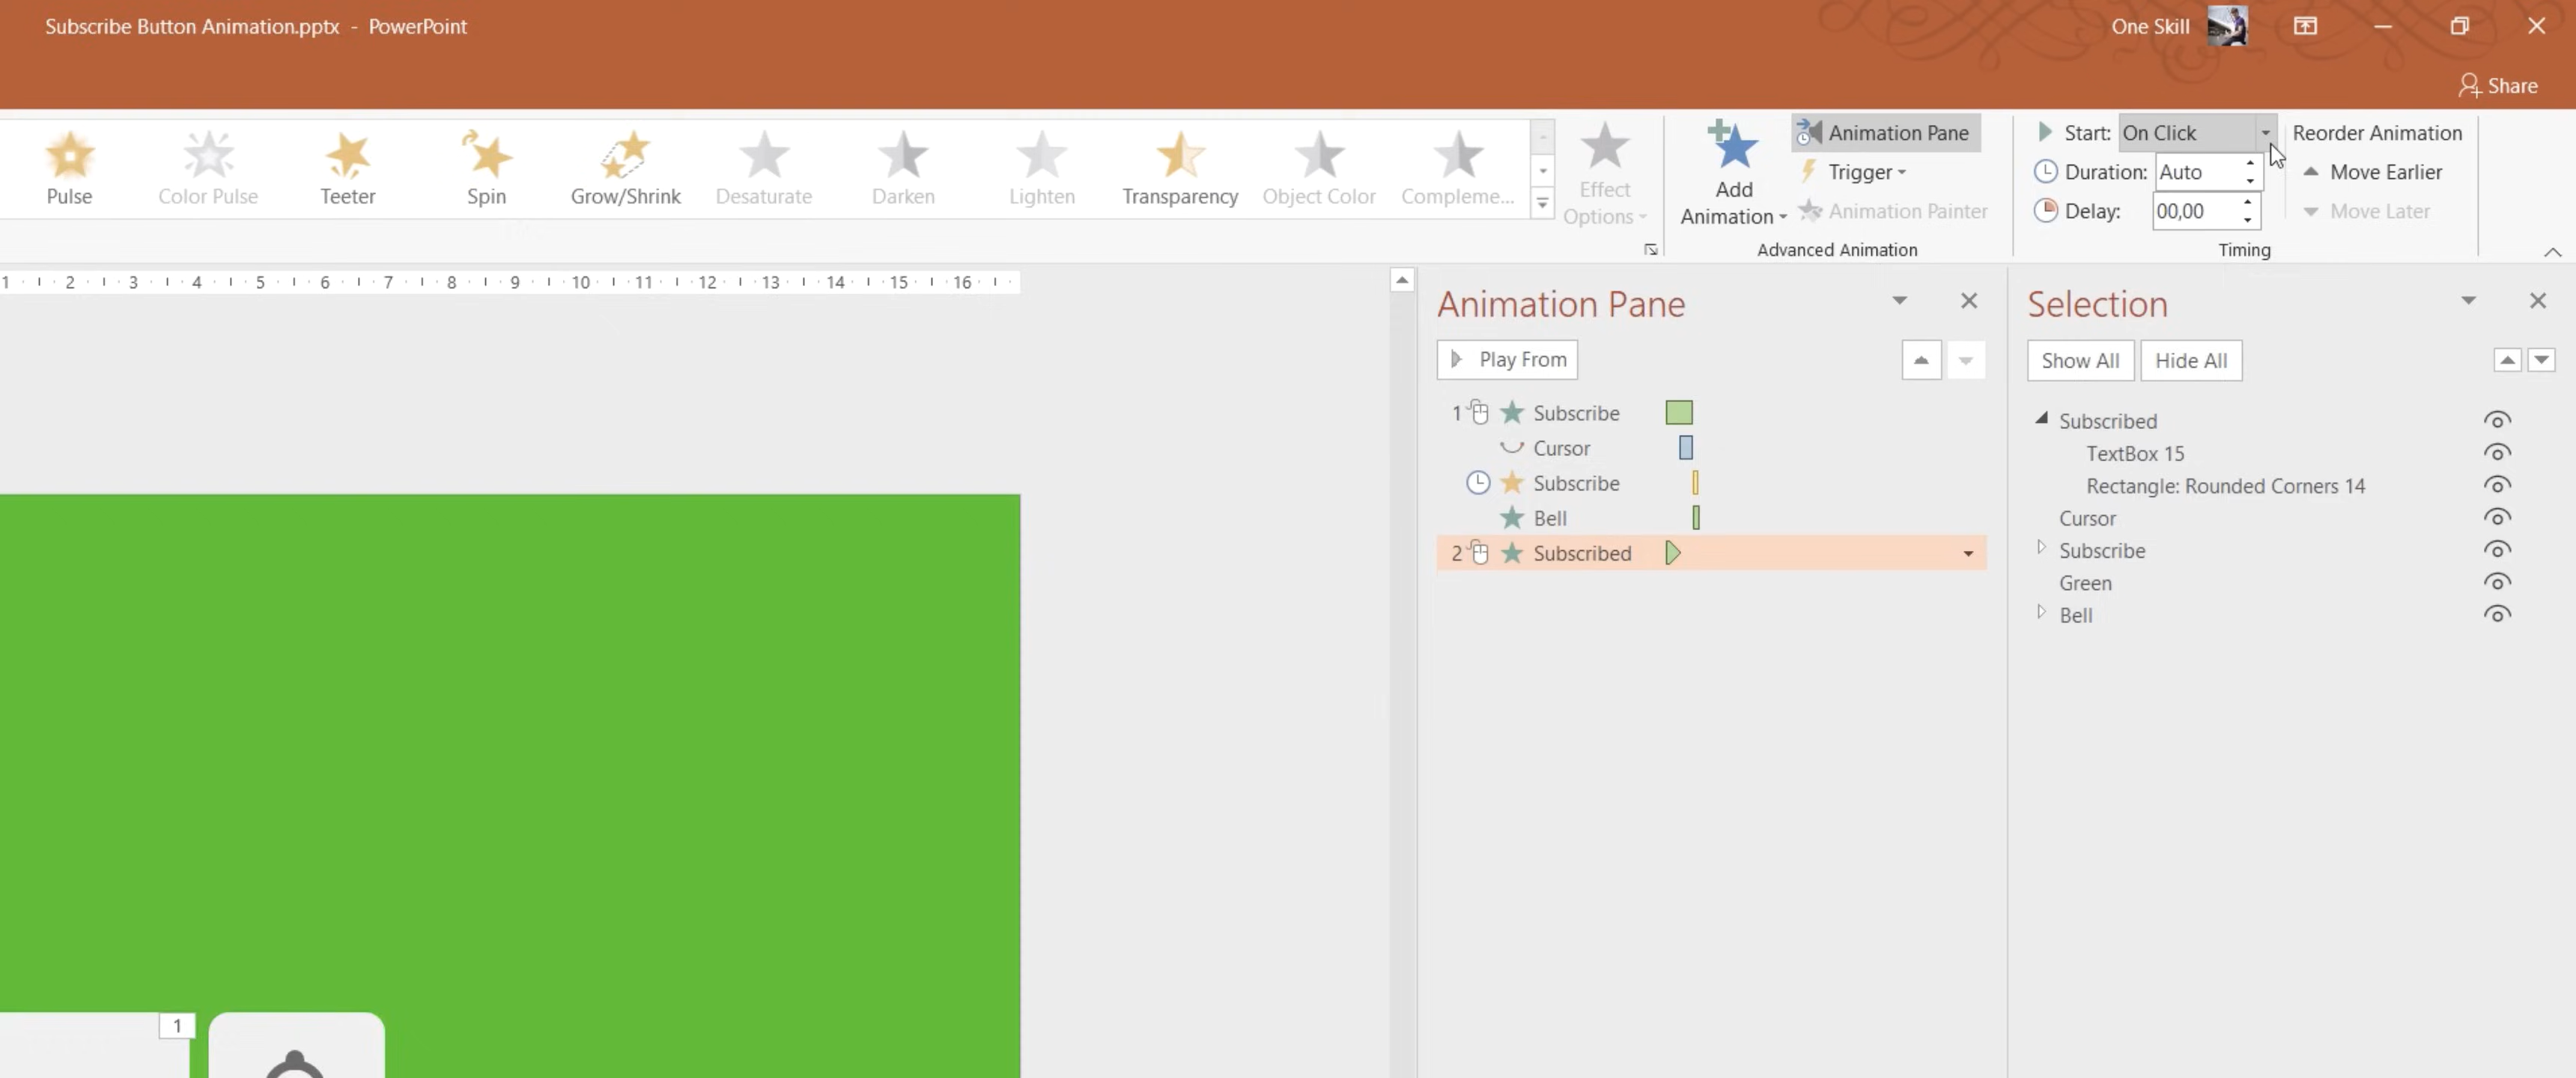 Subscribe Button Animation.pptx - PowerPoint
One Skill
Share
Pulse
Color Pulse
Teeter
Spin
Grow/Shrink
Desaturate
Darken
Lighten
Transparency
Object Color
Compleme...
Effect
Options
Add
Animation
Animation Pane
Trigger
Animation Painter
Advanced Animation
Start: On Click
Duration: Auto
Delay: 00,00
Reorder Animation
Move Earlier
Move Later
Timing
1 2 3 4 5 6 7 8 9 10 11 12 13 14 15 16
Animation Pane
Play From
1 Subscribe
Cursor
Subscribe
Bell
2 Subscribed
Selection
Show All Hide All
Subscribed
TextBox 15
Rectangle: Rounded Corners 14
Cursor
Subscribe
Green
Bell
1